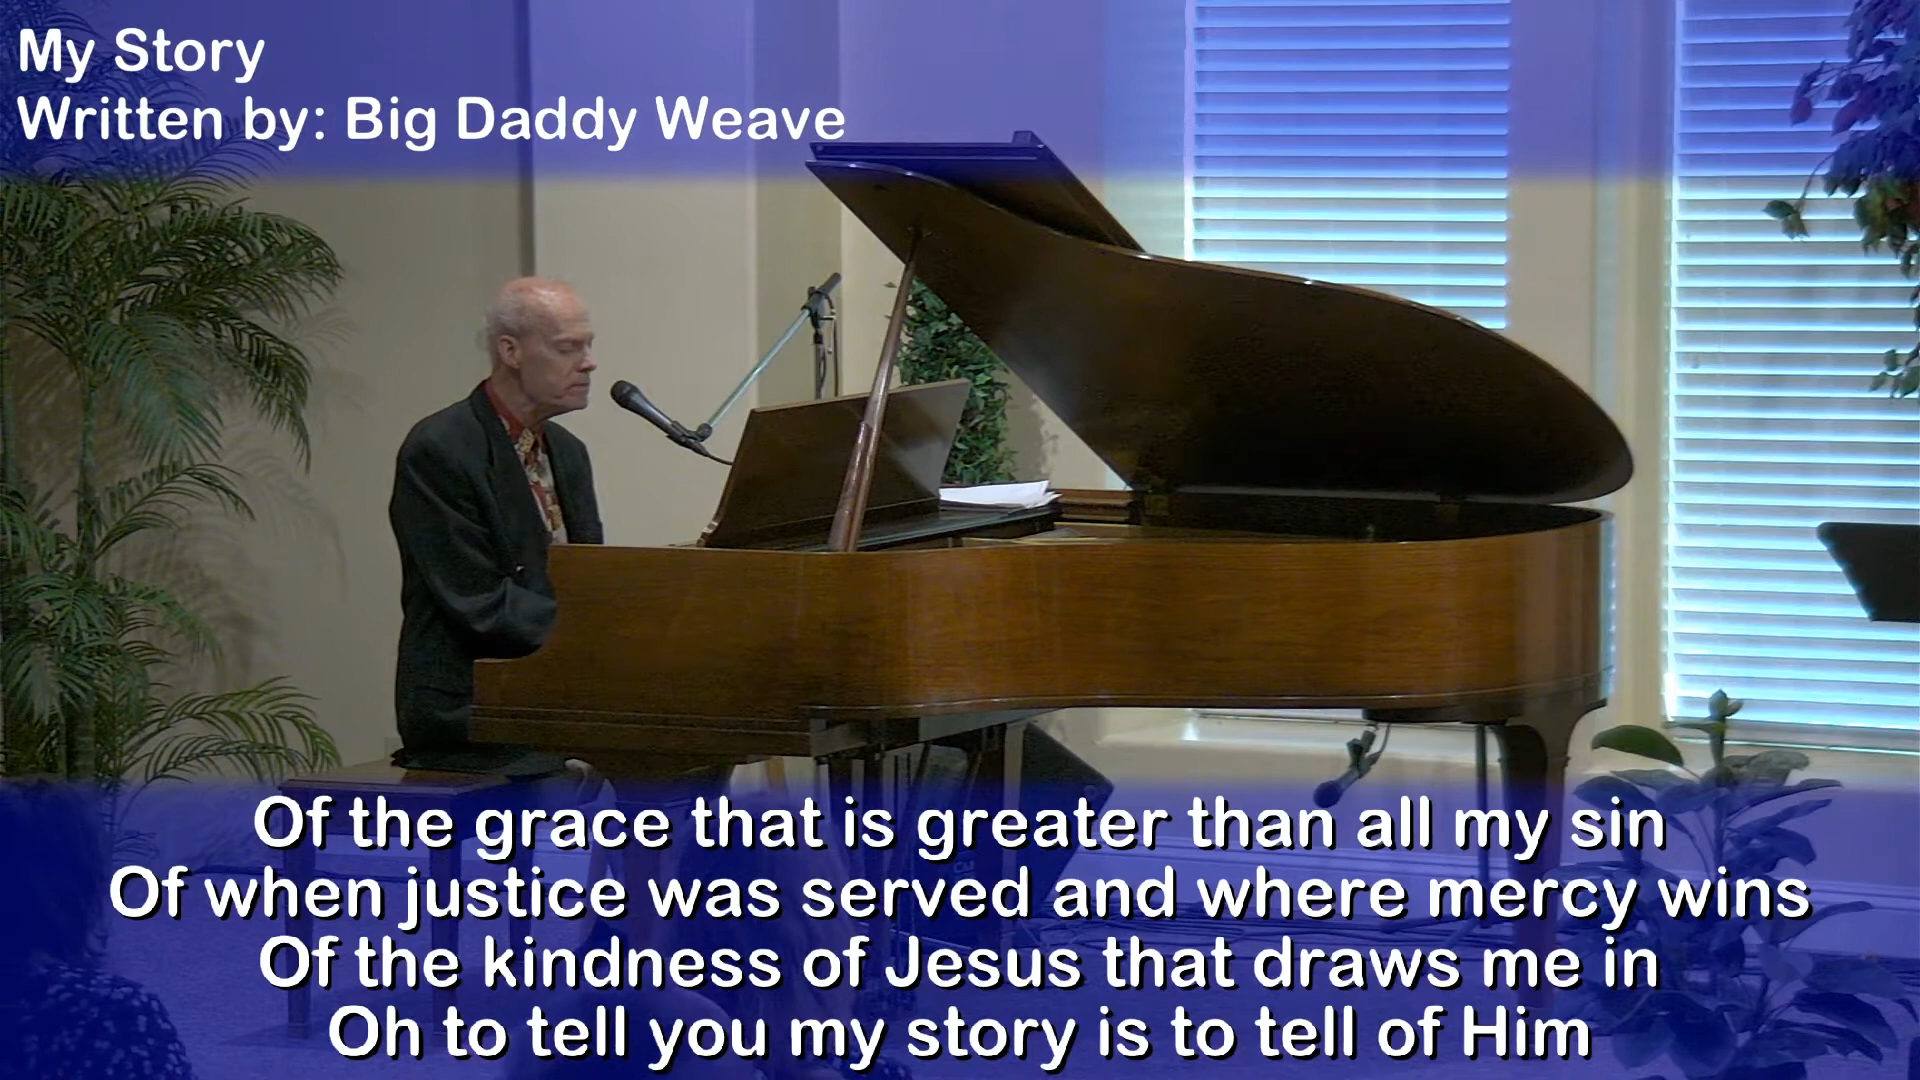 My Story
Written by: Big Daddy Weave
Of the grace that is greater than all my sin
Of when justice was served and where mercy wins
Of the kindness of Jesus that draws me in
Oh to tell you my story is to tell of Him